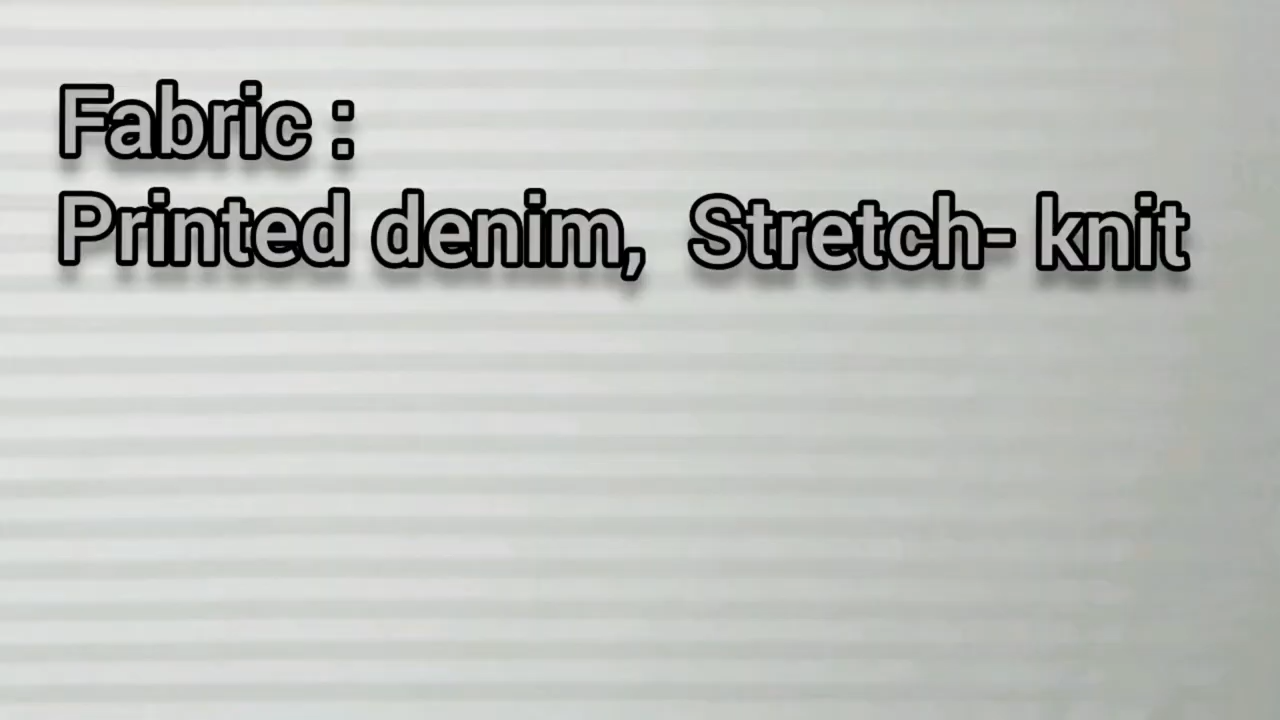 Fabric :
Printed denim, Stretch- knit